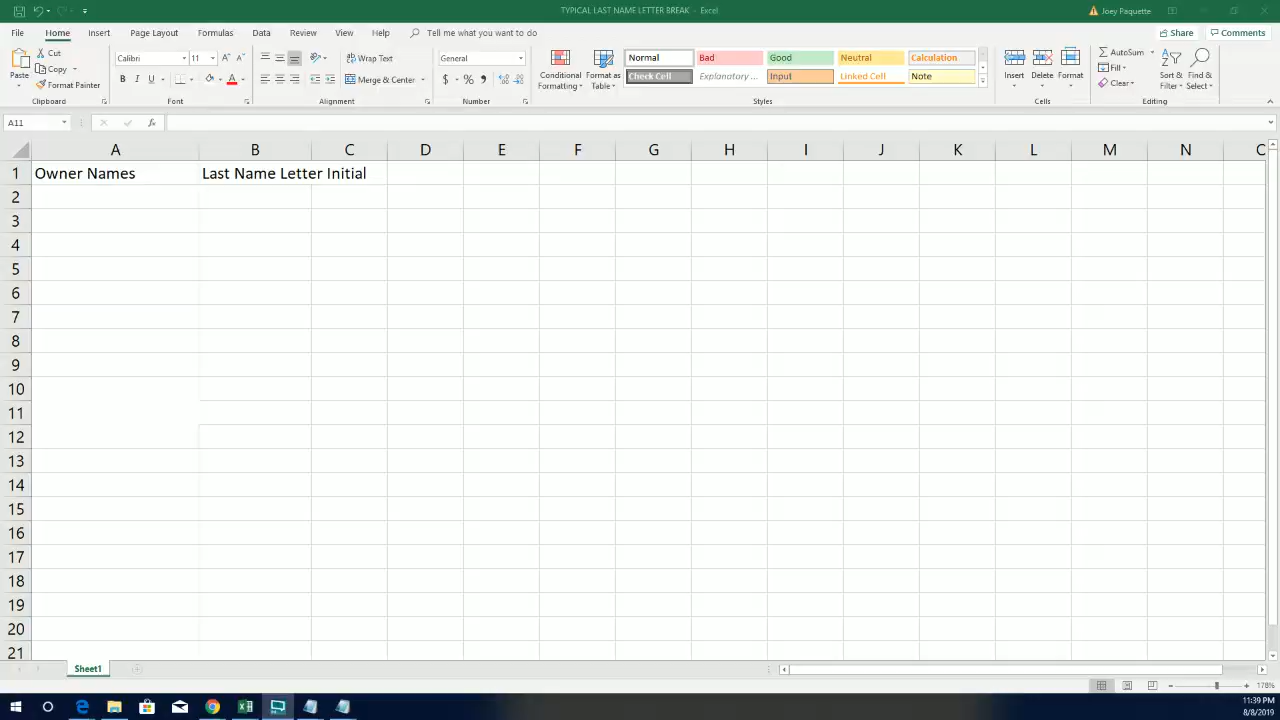 TYPICAL LAST NAME LETTER BREAK - Excel
Joey Paquette
File Home Insert Page Layout Formulas Data Review View Help Tell me what you want to do
Share Comments
Paste
Cut
Copy
Format Painter
Clipboard
Calibri 11
B I U
Font
ab Text
Merge & Center
Alignment
General
$ % ,
Number
Conditional Formatting
Format as Table
Normal Bad Good Neutral Calculation
Check Cell Explanatory ... Input Linked Cell Note
Styles
Insert Delete Format
Cells
AutoSum
Fill
Clear
Sort & Filter
Find & Select
Editing
A11
fx
A B C D E F G H I J K L M N
1 Owner Names Last Name Letter Initial
2
3
4
5
6
7
8
9
10
11
12
13
14
15
16
17
18
19
20
21
Sheet1
178%
11:39 PM
8/8/2019